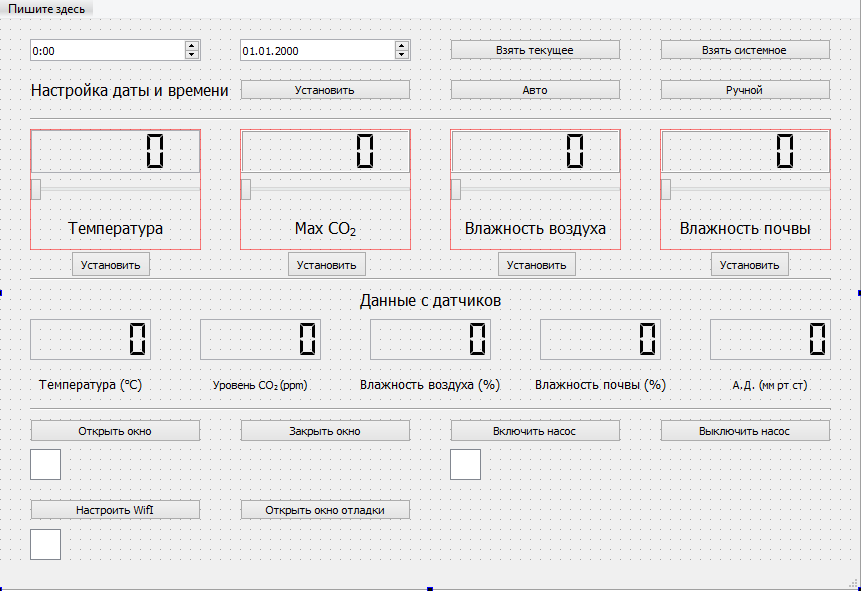 Пишите здесь
0:00 01.01.2000 Взять текущее Взять системное
Настройка даты и времени Установить Авто Ручной
0 0 0 0
Температура Max CO₂ Влажность воздуха Влажность почвы
Установить Установить Установить Установить
Данные с датчиков
0 0 0 0 0
Температура (°C) Уровень CO₂ (ppm) Влажность воздуха (%) Влажность почвы (%) А.Д. (мм рт ст)
Открыть окно Закрыть окно Включить насос Выключить насос
Настроить WifI Открыть окно отладки